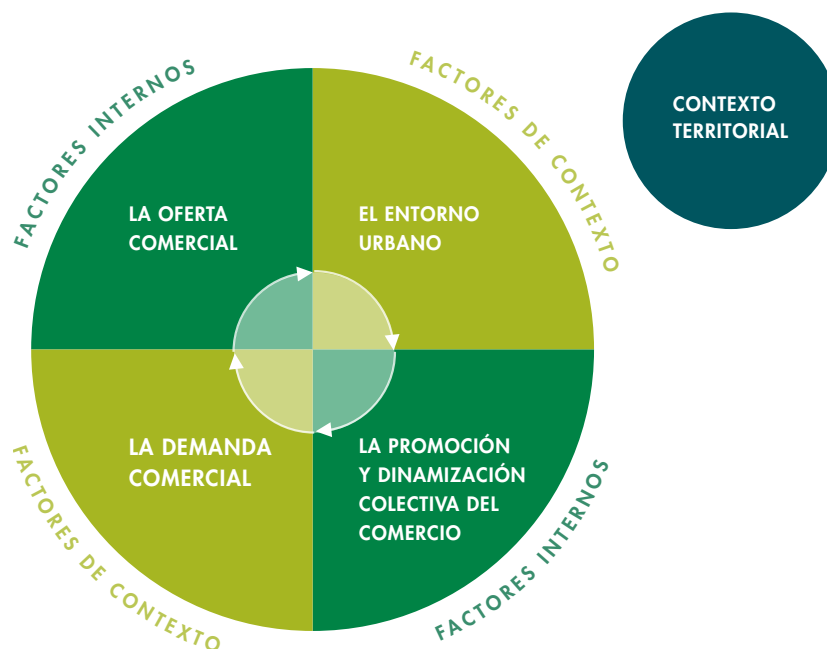 FACTORES INTERNOS
FACTORES DE CONTEXTO
CONTEXTO
TERRITORIAL
LA OFERTA
COMERCIAL
EL ENTORNO
URBANO
LA DEMANDA
COMERCIAL
LA PROMOCIÓN
Y DINAMIZACIÓN
COLECTIVA DEL
COMERCIO
FACTORES DE CONTEXTO
FACTORES INTERNOS